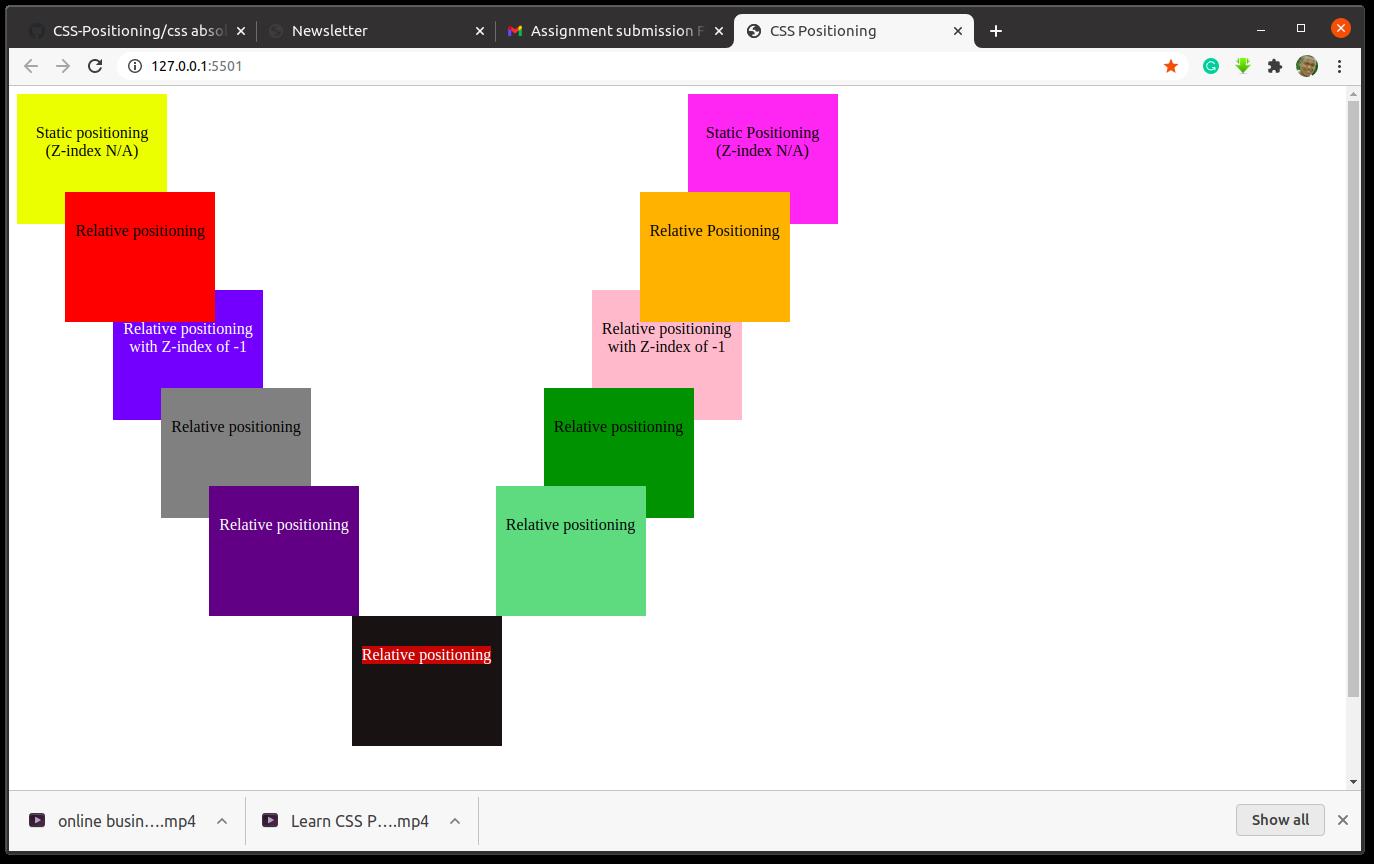 CSS-Positioning/css absol
Newsletter
Assignment submission F
CSS Positioning
127.0.0.1:5501
Static positioning
(Z-index N/A)
Static Positioning
(Z-index N/A)
Relative positioning
Relative Positioning
Relative positioning
with Z-index of -1
Relative positioning
with Z-index of -1
Relative positioning
Relative positioning
Relative positioning
Relative positioning
Relative positioning
online busin….mp4
Learn CSS P….mp4
Show all